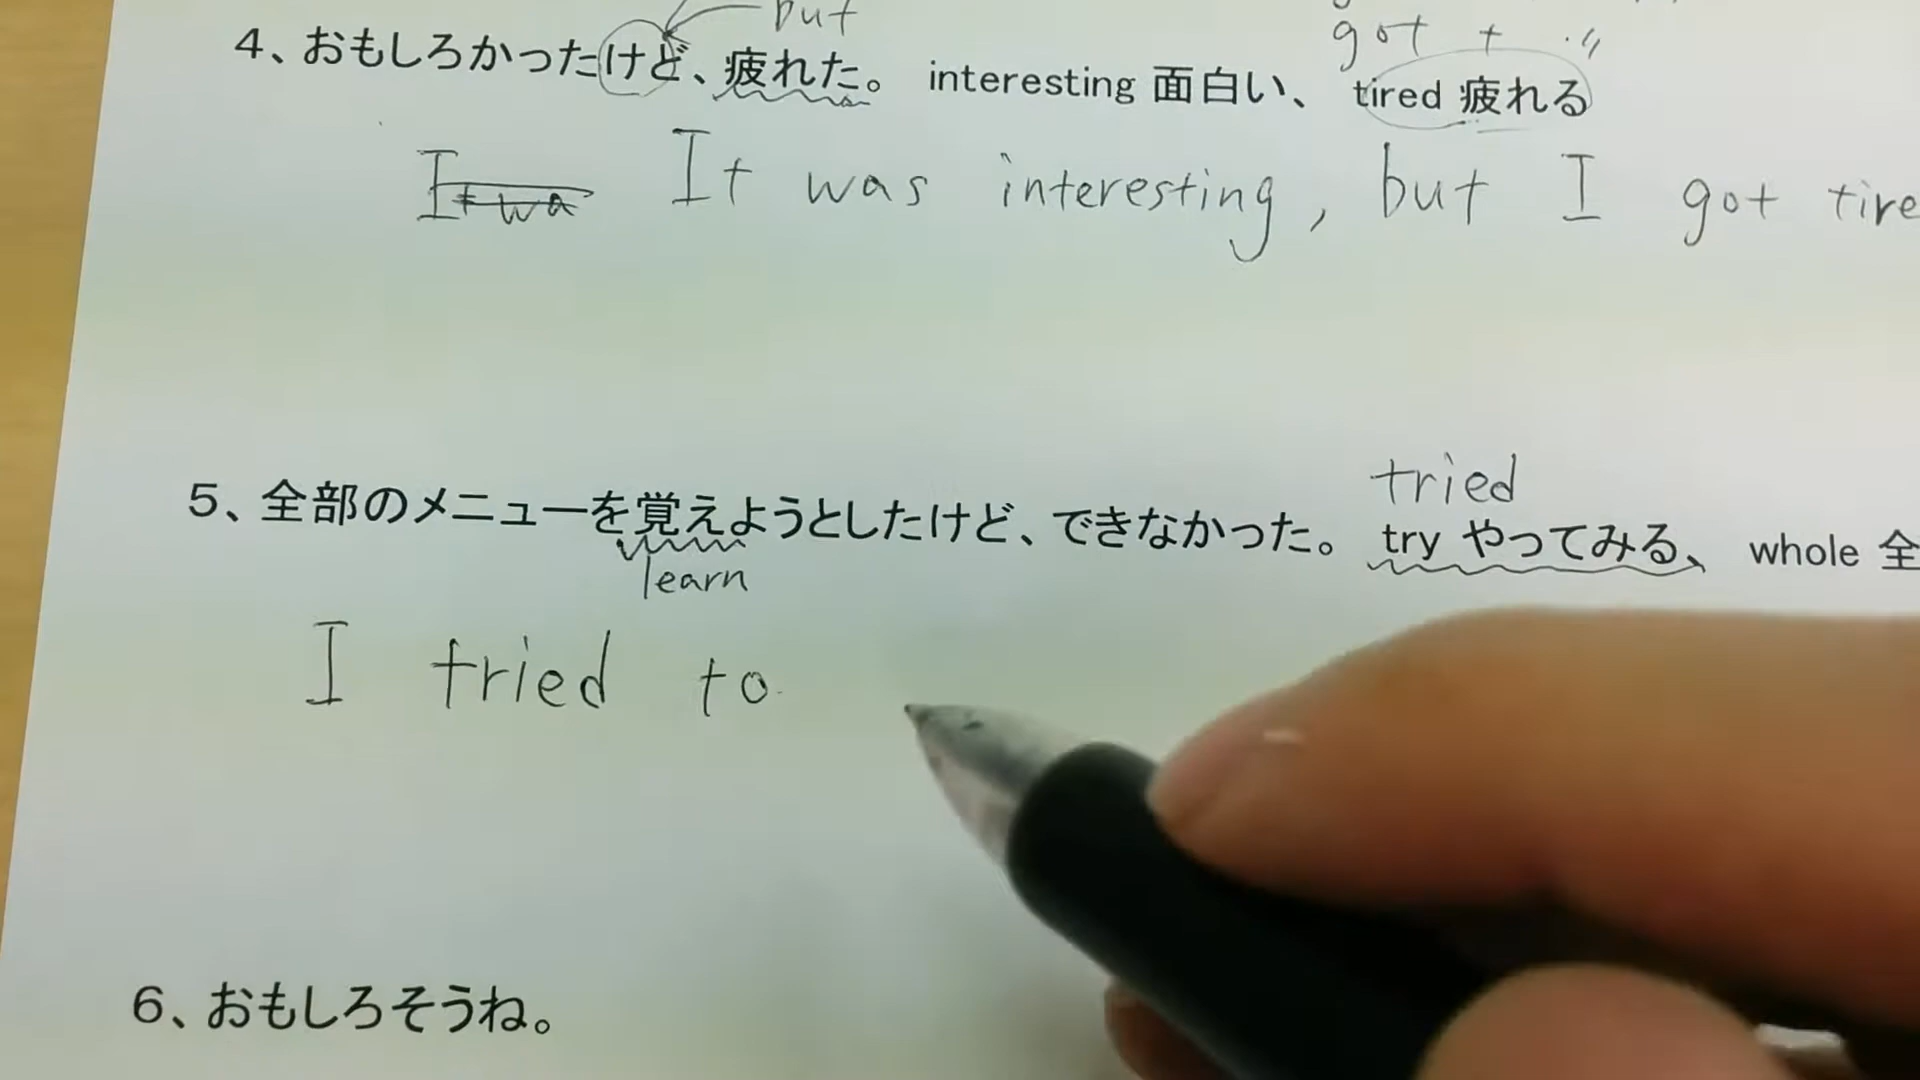 but
got + 〃
4、おもしろかったけど、疲れた。 interesting 面白い、 tired 疲れる
It wa It was interesting, but I got tire
tried
5、全部のメニューを覚えようとしたけど、できなかった。 try やってみる、 whole 全
learn
I tried to
6、おもしろそうね。